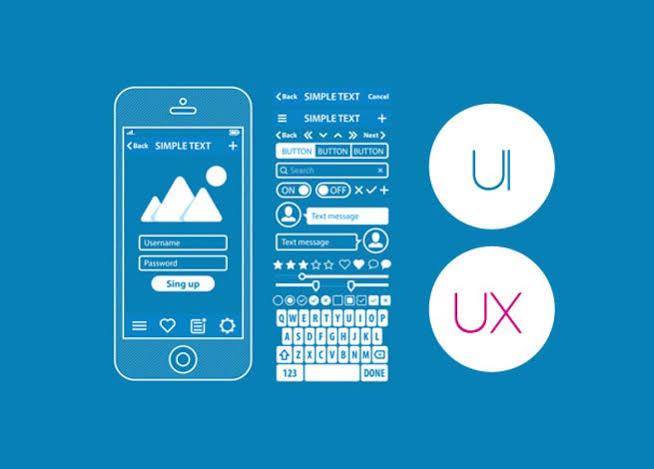 Back SIMPLE TEXT +
Username
Password
Sing up
Back SIMPLE TEXT Cancel
SIMPLE TEXT +
Back Next
BUTTON BUTTON BUTTON
Search
ON OFF
Text message
Text message
Q W E R T Y U I O P
A S D F G H J K L
Z X C V B N M
123 DONE
UI
UX